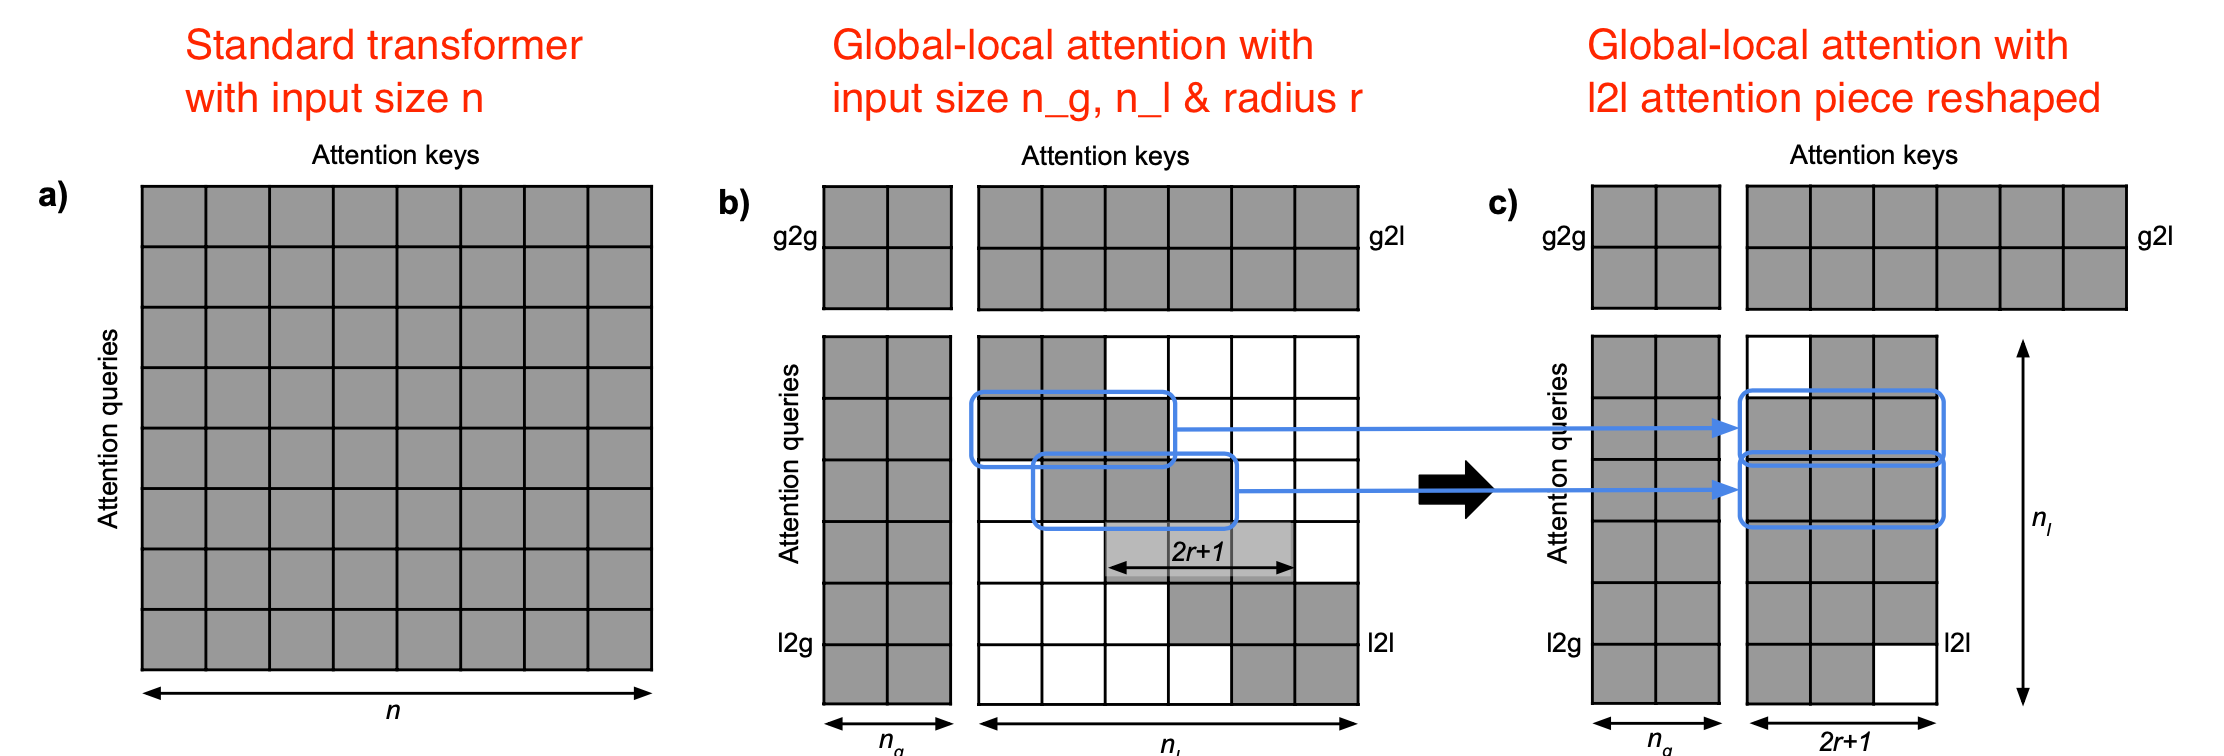 Standard transformer
with input size n
Global-local attention with
input size n_g, n_l & radius r
Global-local attention with
l2l attention piece reshaped
a)
Attention keys
Attention queries
n
b)
Attention keys
g2g
g2l
Attention queries
2r+1
l2g
l2l
n_g
n_l
c)
Attention keys
g2g
g2l
Attention queries
n_l
l2g
l2l
n_g
2r+1